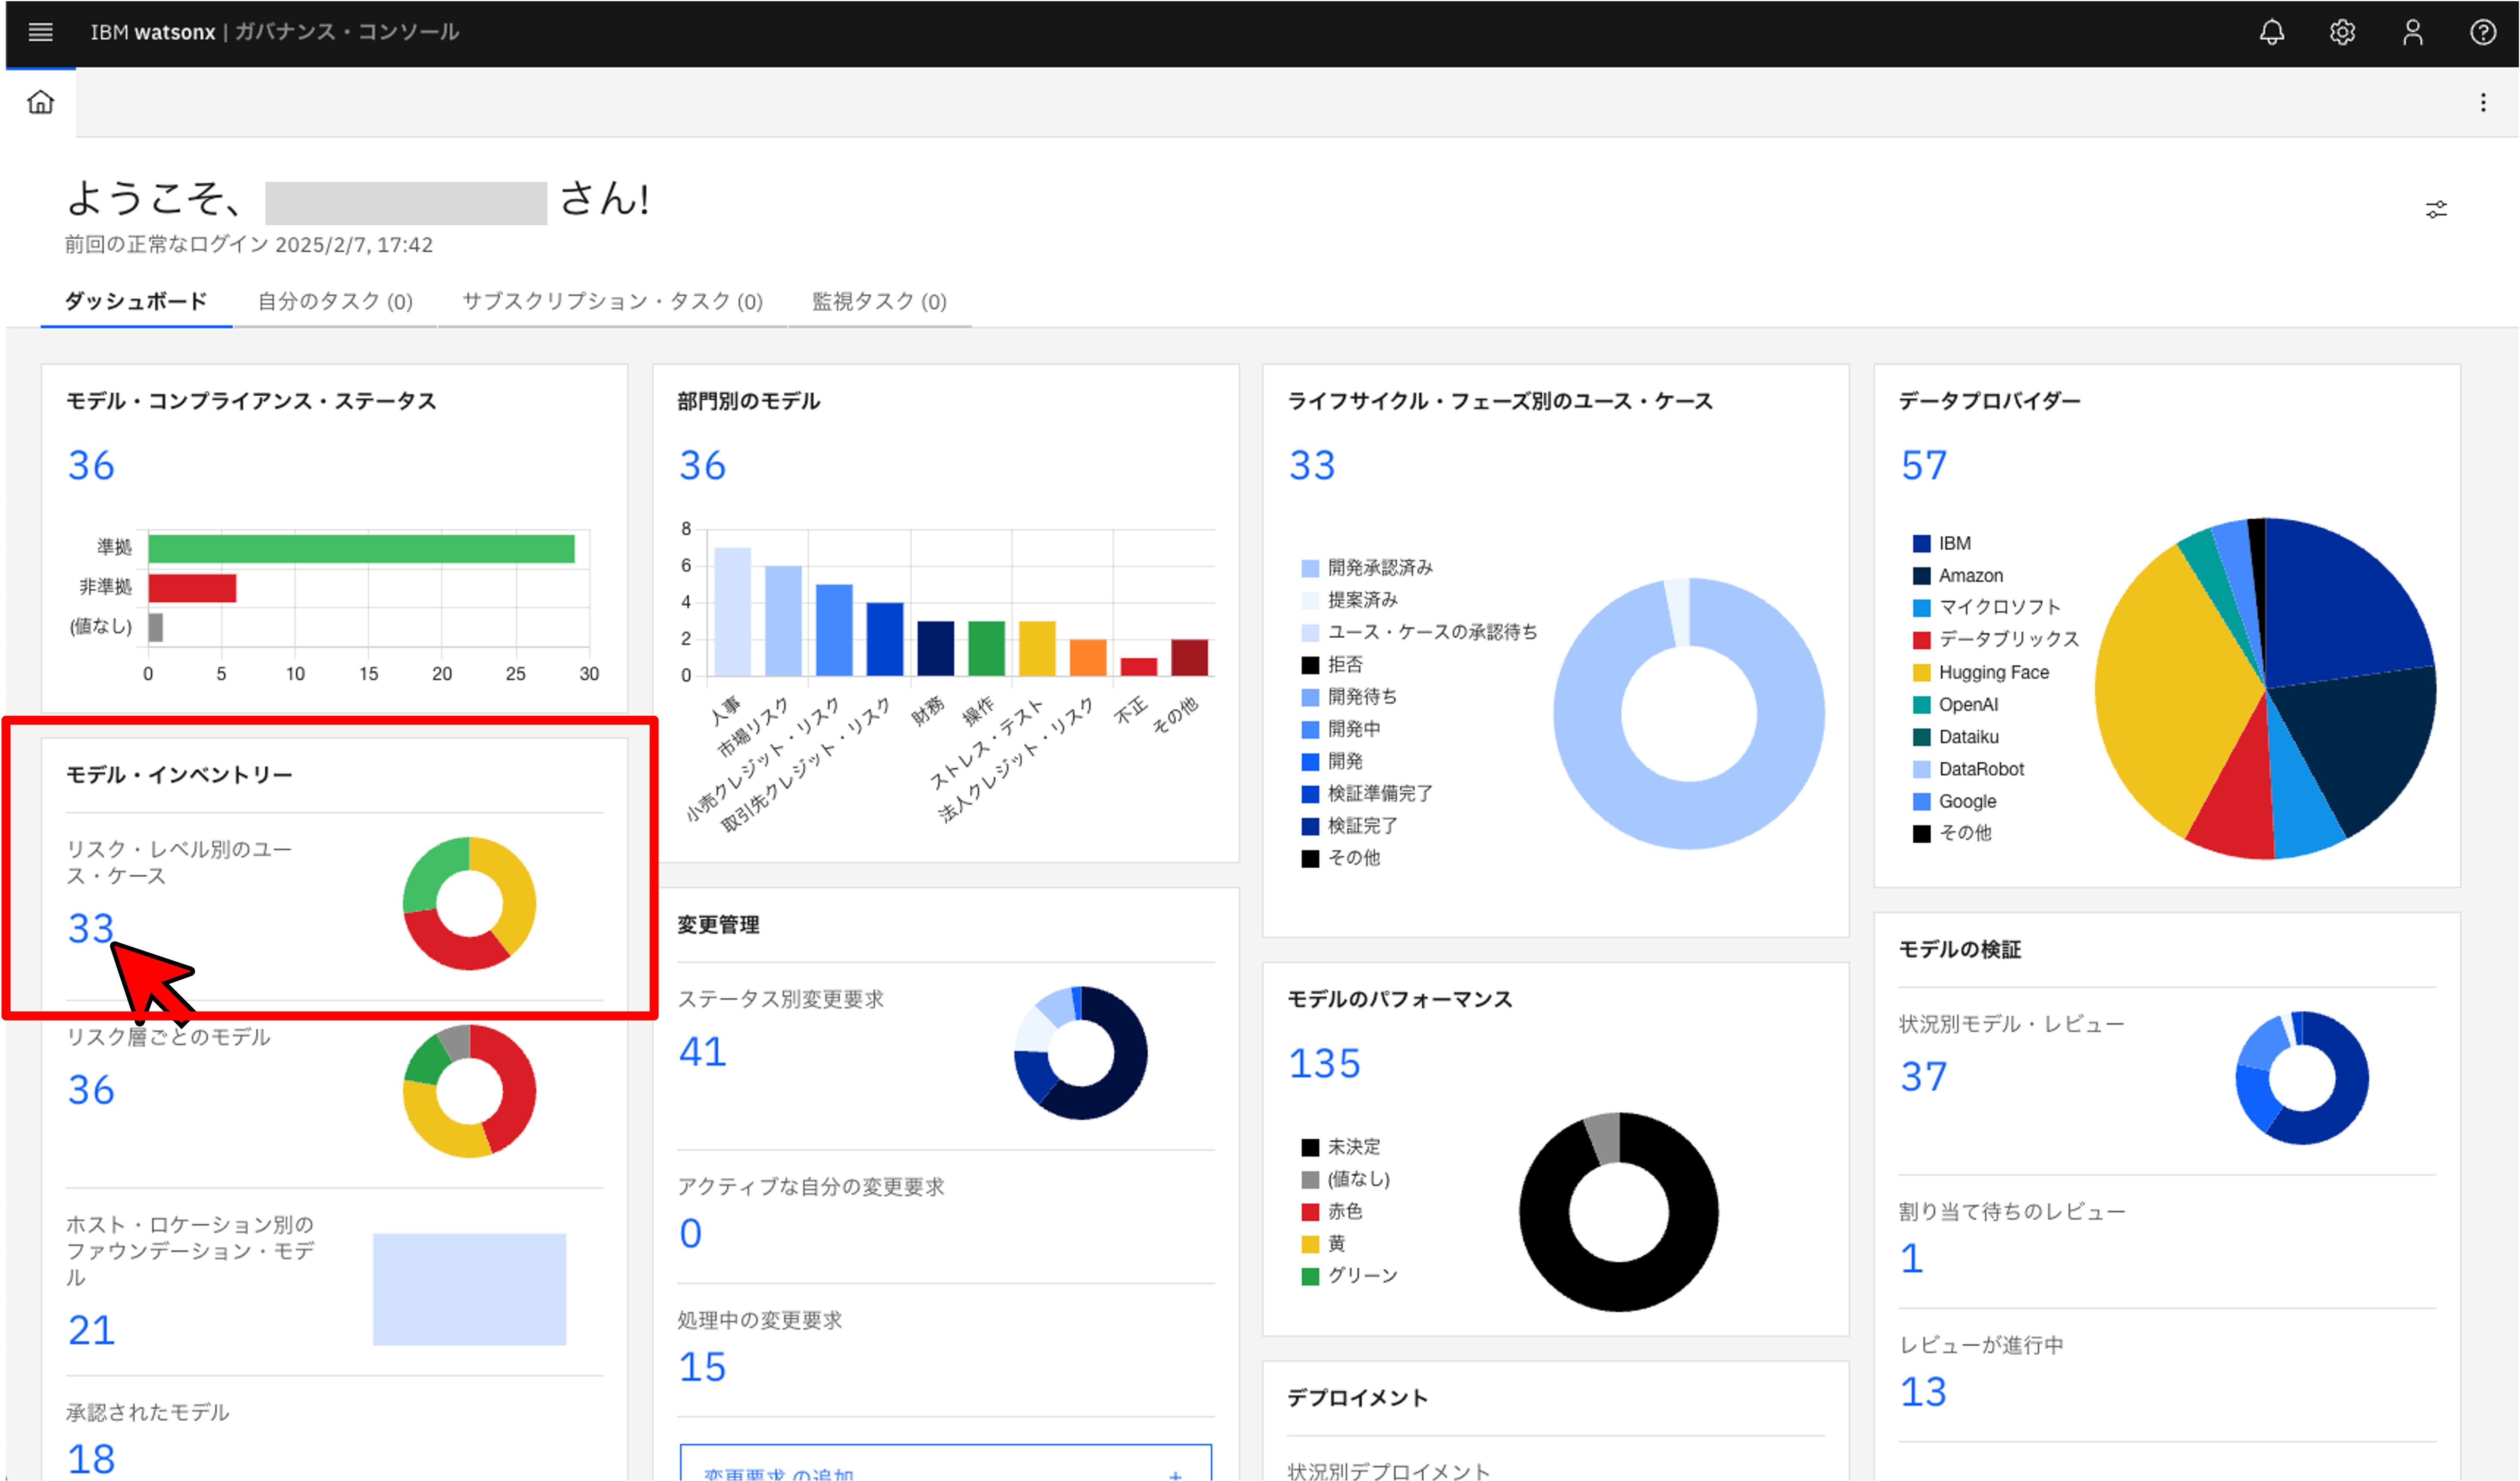 IBM watsonx | ガバナンス・コンソール
ようこそ、 さん!
前回の正常なログイン 2025/2/7, 17:42
ダッシュボード
自分のタスク (0)
サブスクリプション・タスク (0)
監視タスク (0)
モデル・コンプライアンス・ステータス
36
準拠
非準拠
(値なし)
0 5 10 15 20 25 30
モデル・インベントリー
リスク・レベル別のユー
ス・ケース
33
リスク層ごとのモデル
36
ホスト・ロケーション別の
ファウンデーション・モデ
ル
21
承認されたモデル
18
部門別のモデル
36
8
6
4
2
0
人事
市場リスク
小売クレジット・リスク
取引先クレジット・リスク
財務
操作
ストレス・テスト
法人クレジット・リスク
不正
その他
変更管理
ステータス別変更要求
41
アクティブな自分の変更要求
0
処理中の変更要求
15
変更要求 の追加 +
ライフサイクル・フェーズ別のユース・ケース
33
開発承認済み
提案済み
ユース・ケースの承認待ち
拒否
開発待ち
開発中
開発
検証準備完了
検証完了
その他
モデルのパフォーマンス
135
未決定
(値なし)
赤色
黄
グリーン
デプロイメント
状況別デプロイメント
データプロバイダー
57
IBM
Amazon
マイクロソフト
データブリックス
Hugging Face
OpenAI
Dataiku
DataRobot
Google
その他
モデルの検証
状況別モデル・レビュー
37
割り当て待ちのレビュー
1
レビューが進行中
13